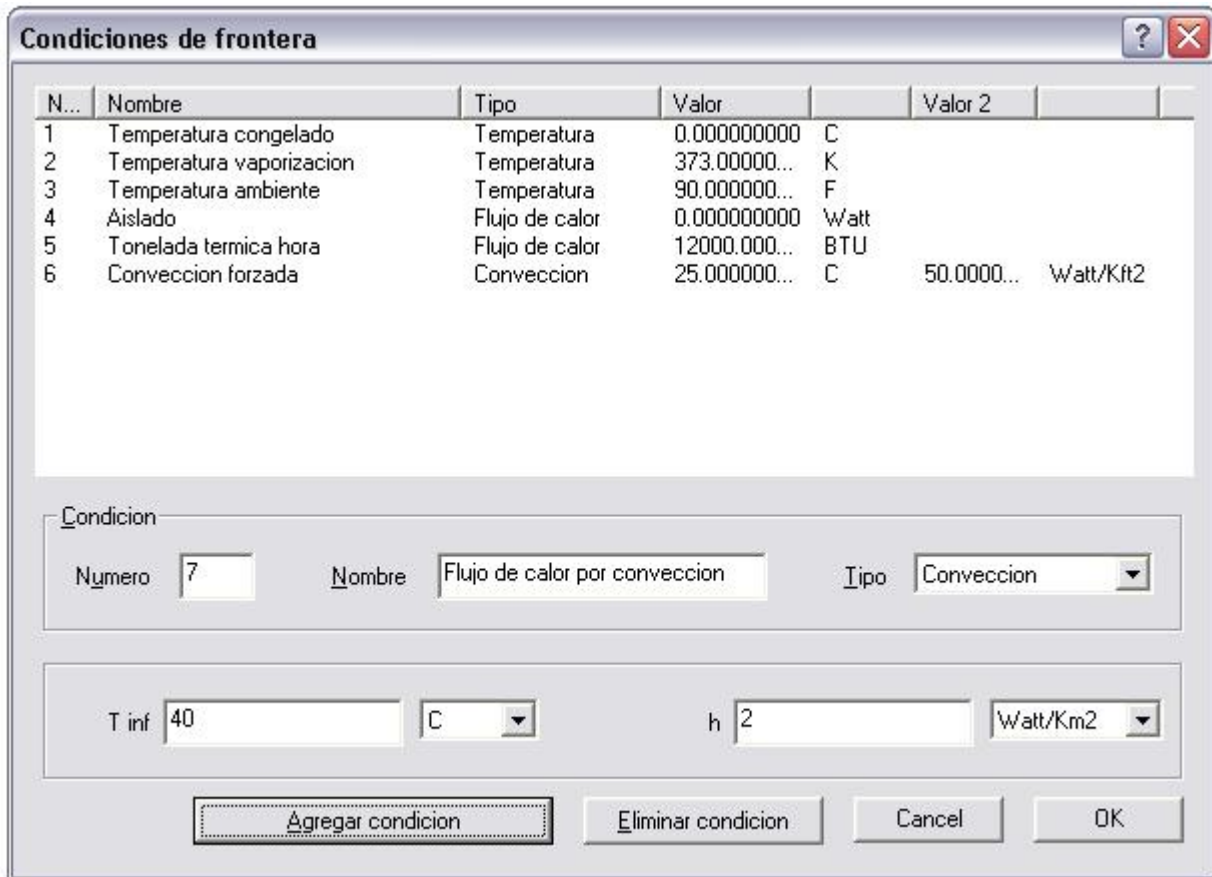 Condiciones de frontera
N... Nombre Tipo Valor Valor 2
1 Temperatura congelado Temperatura 0.000000000 C
2 Temperatura vaporizacion Temperatura 373.00000... K
3 Temperatura ambiente Temperatura 90.000000... F
4 Aislado Flujo de calor 0.000000000 Watt
5 Tonelada termica hora Flujo de calor 12000.000... BTU
6 Conveccion forzada Conveccion 25.000000... C 50.0000... Watt/Kft2
Condicion
Numero 7 Nombre Flujo de calor por conveccion Tipo Conveccion
T inf 40 C h 2 Watt/Km2
Agregar condicion Eliminar condicion Cancel OK